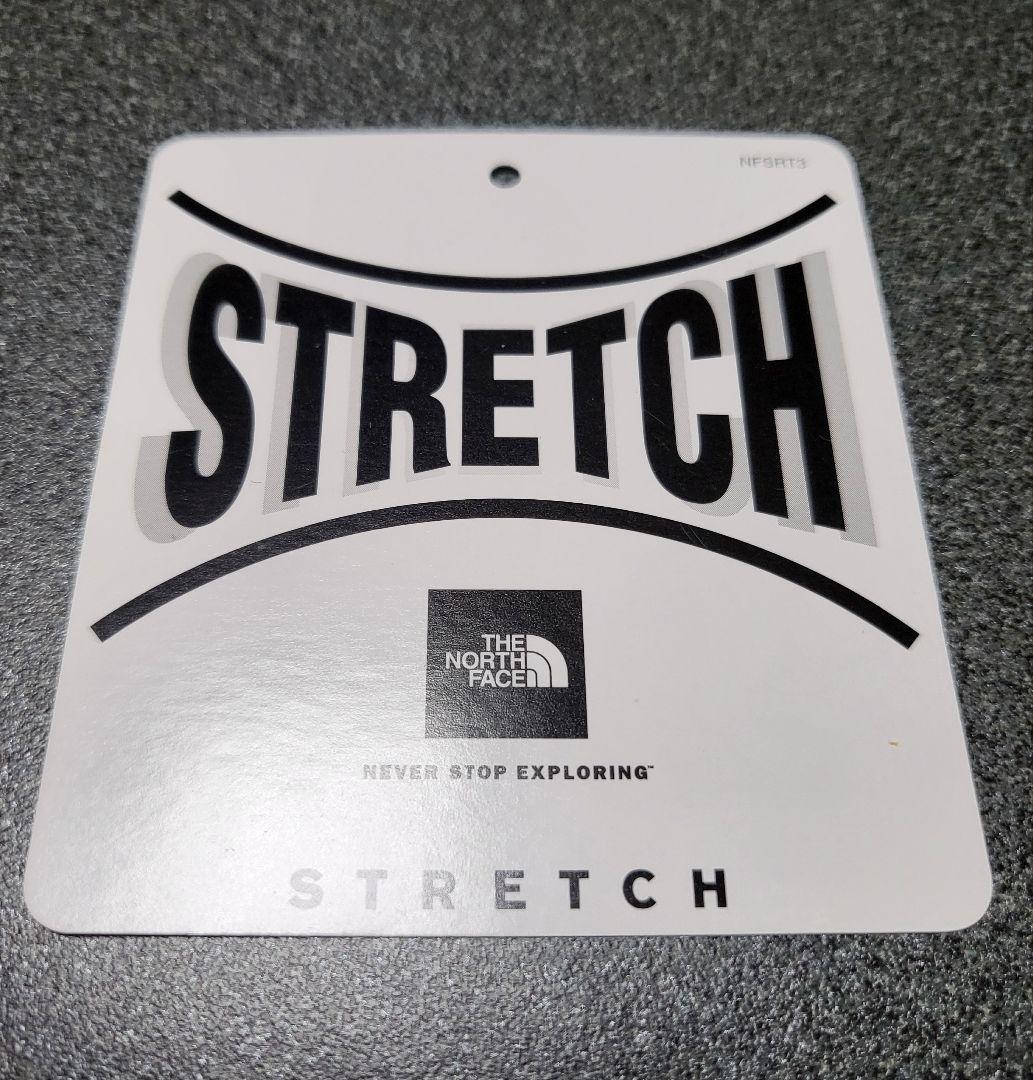 NFSRT3
STRETCH
THE
NORTH
FACE
NEVER STOP EXPLORING™
STRETCH